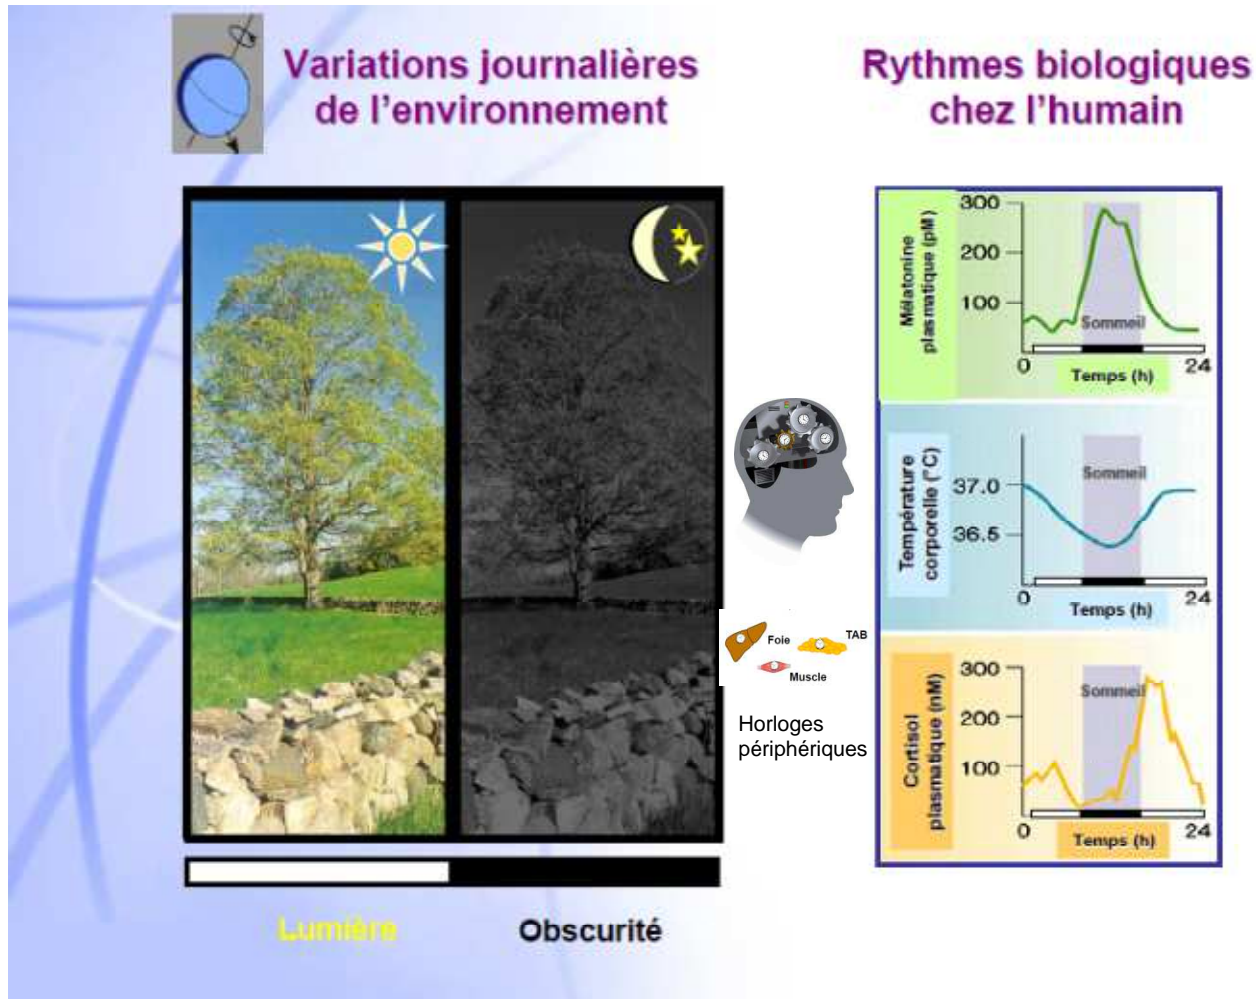 Variations journalières
de l'environnement
Rythmes biologiques
chez l'humain
Mélatonine
plasmatique (pM)
300
200
100
Sommeil
0
24
Temps (h)
Température
corporelle (°C)
37.0
36.5
Sommeil
0
24
Temps (h)
Cortisol
plasmatique (nM)
300
200
100
Sommeil
0
24
Temps (h)
Foie
TAB
Muscle
Horloges
périphériques
Lumière
Obscurité